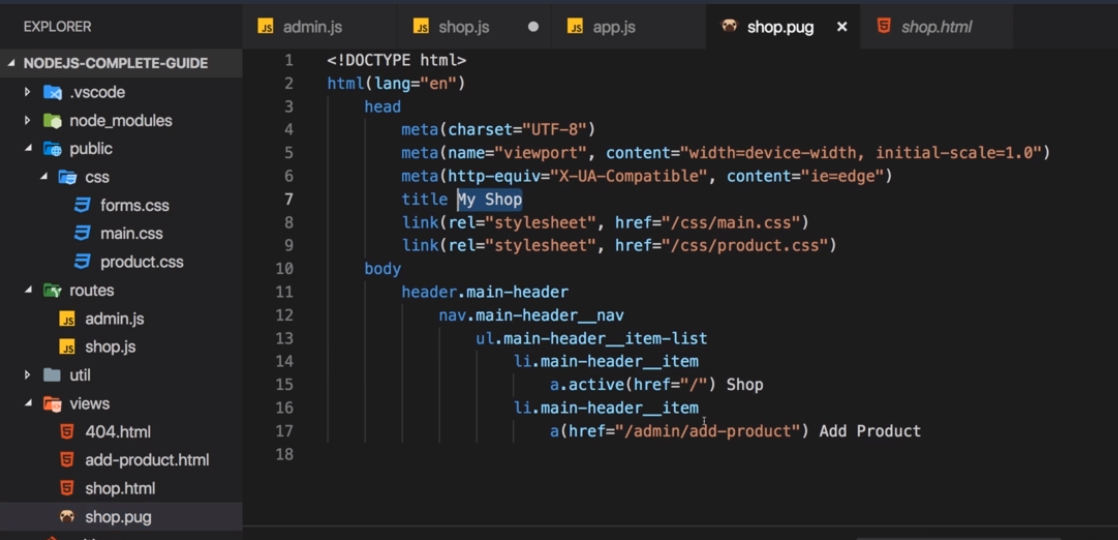 EXPLORER
admin.js
shop.js
app.js
shop.pug
shop.html
NODEJS-COMPLETE-GUIDE
.vscode
node_modules
public
css
forms.css
main.css
product.css
routes
admin.js
shop.js
util
views
404.html
add-product.html
shop.html
shop.pug
1 <!DOCTYPE html>
2 html(lang="en")
3 head
4 meta(charset="UTF-8")
5 meta(name="viewport", content="width=device-width, initial-scale=1.0")
6 meta(http-equiv="X-UA-Compatible", content="ie=edge")
7 title My Shop
8 link(rel="stylesheet", href="/css/main.css")
9 link(rel="stylesheet", href="/css/product.css")
10 body
11 header.main-header
12 nav.main-header__nav
13 ul.main-header__item-list
14 li.main-header__item
15 a.active(href="/") Shop
16 li.main-header__item
17 a(href="/admin/add-product") Add Product
18